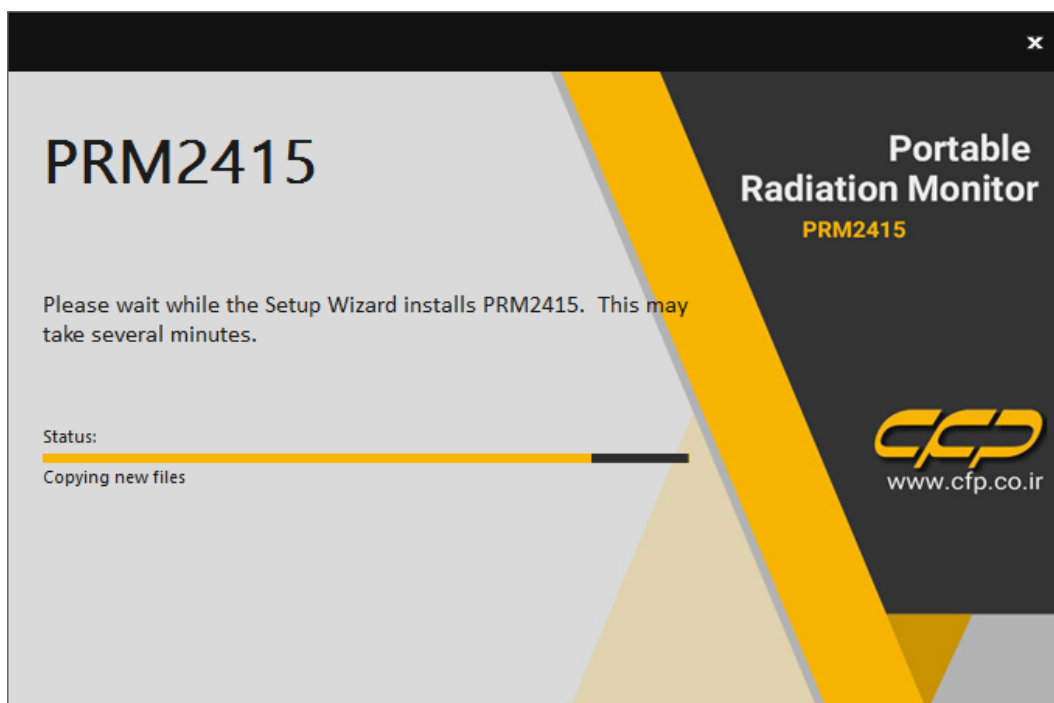 PRM2415
Please wait while the Setup Wizard installs PRM2415.  This may
take several minutes.
Status:
Copying new files
Portable
Radiation Monitor
PRM2415
cfp
www.cfp.co.ir